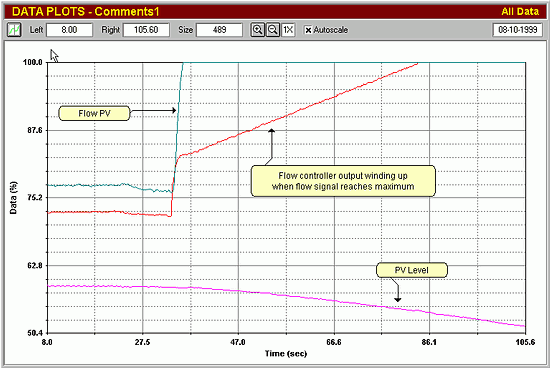 DATA PLOTS - Comments1 All Data
Left 8.00 Right 105.60 Size 489 1X Autoscale 08-10-1999
100.0
87.6
75.2
62.8
50.4
Data (%)
Flow PV
Flow controller output winding up
when flow signal reaches maximum
PV Level
8.0 27.5 47.0 66.6 86.1 105.6
Time (sec)